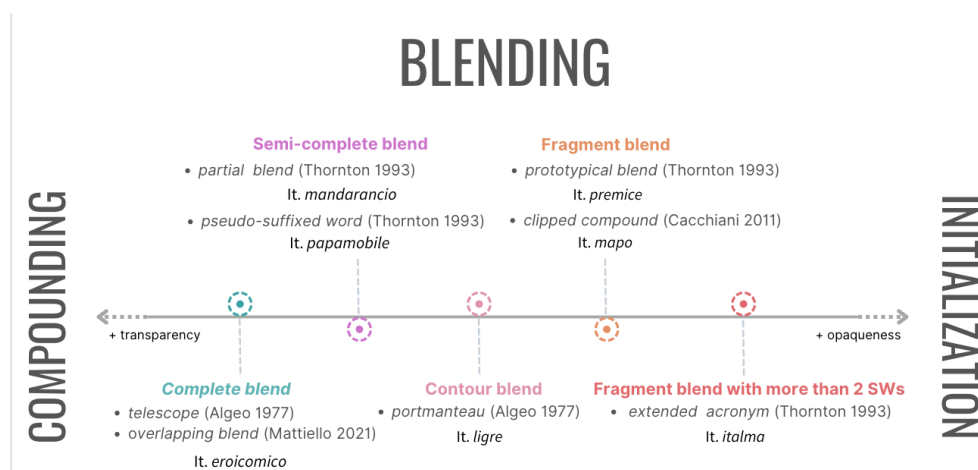 BLENDING
COMPOUNDING
INITIALIZATION
Semi-complete blend
• partial blend (Thornton 1993)
It. mandarancio
• pseudo-suffixed word (Thornton 1993)
It. papamobile
Fragment blend
• prototypical blend (Thornton 1993)
It. premice
• clipped compound (Cacchiani 2011)
It. mapo
+ transparency
+ opaqueness
Complete blend
• telescope (Algeo 1977)
• overlapping blend (Mattiello 2021)
It. eroicomico
Contour blend
• portmanteau (Algeo 1977)
It. ligre
Fragment blend with more than 2 SWs
• extended acronym (Thornton 1993)
It. italma